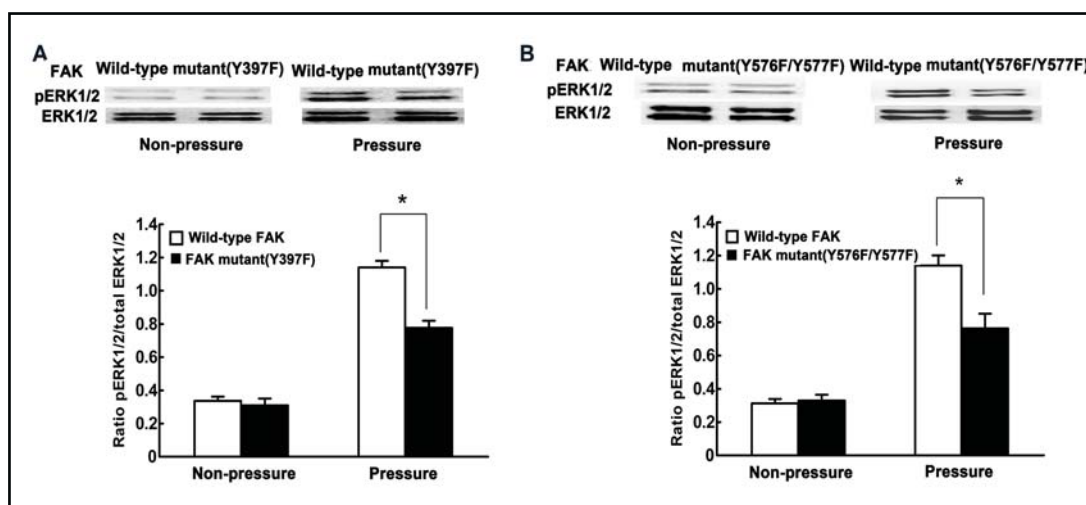 A
FAK Wild-type mutant(Y397F) Wild-type mutant(Y397F)
pERK1/2
ERK1/2
Non-pressure Pressure
*
Ratio pERK1/2/total ERK1/2
1.4
1.2
1.0
0.8
0.6
0.4
0.2
0
Wild-type FAK
FAK mutant(Y397F)
Non-pressure Pressure
B
FAK Wild-type mutant(Y576F/Y577F) Wild-type mutant(Y576F/Y577F)
pERK1/2
ERK1/2
Non-pressure Pressure
*
Ratio pERK1/2/total ERK1/2
1.4
1.2
1.0
0.8
0.6
0.4
0.2
0
Wild-type FAK
FAK mutant(Y576F/Y577F)
Non-pressure Pressure